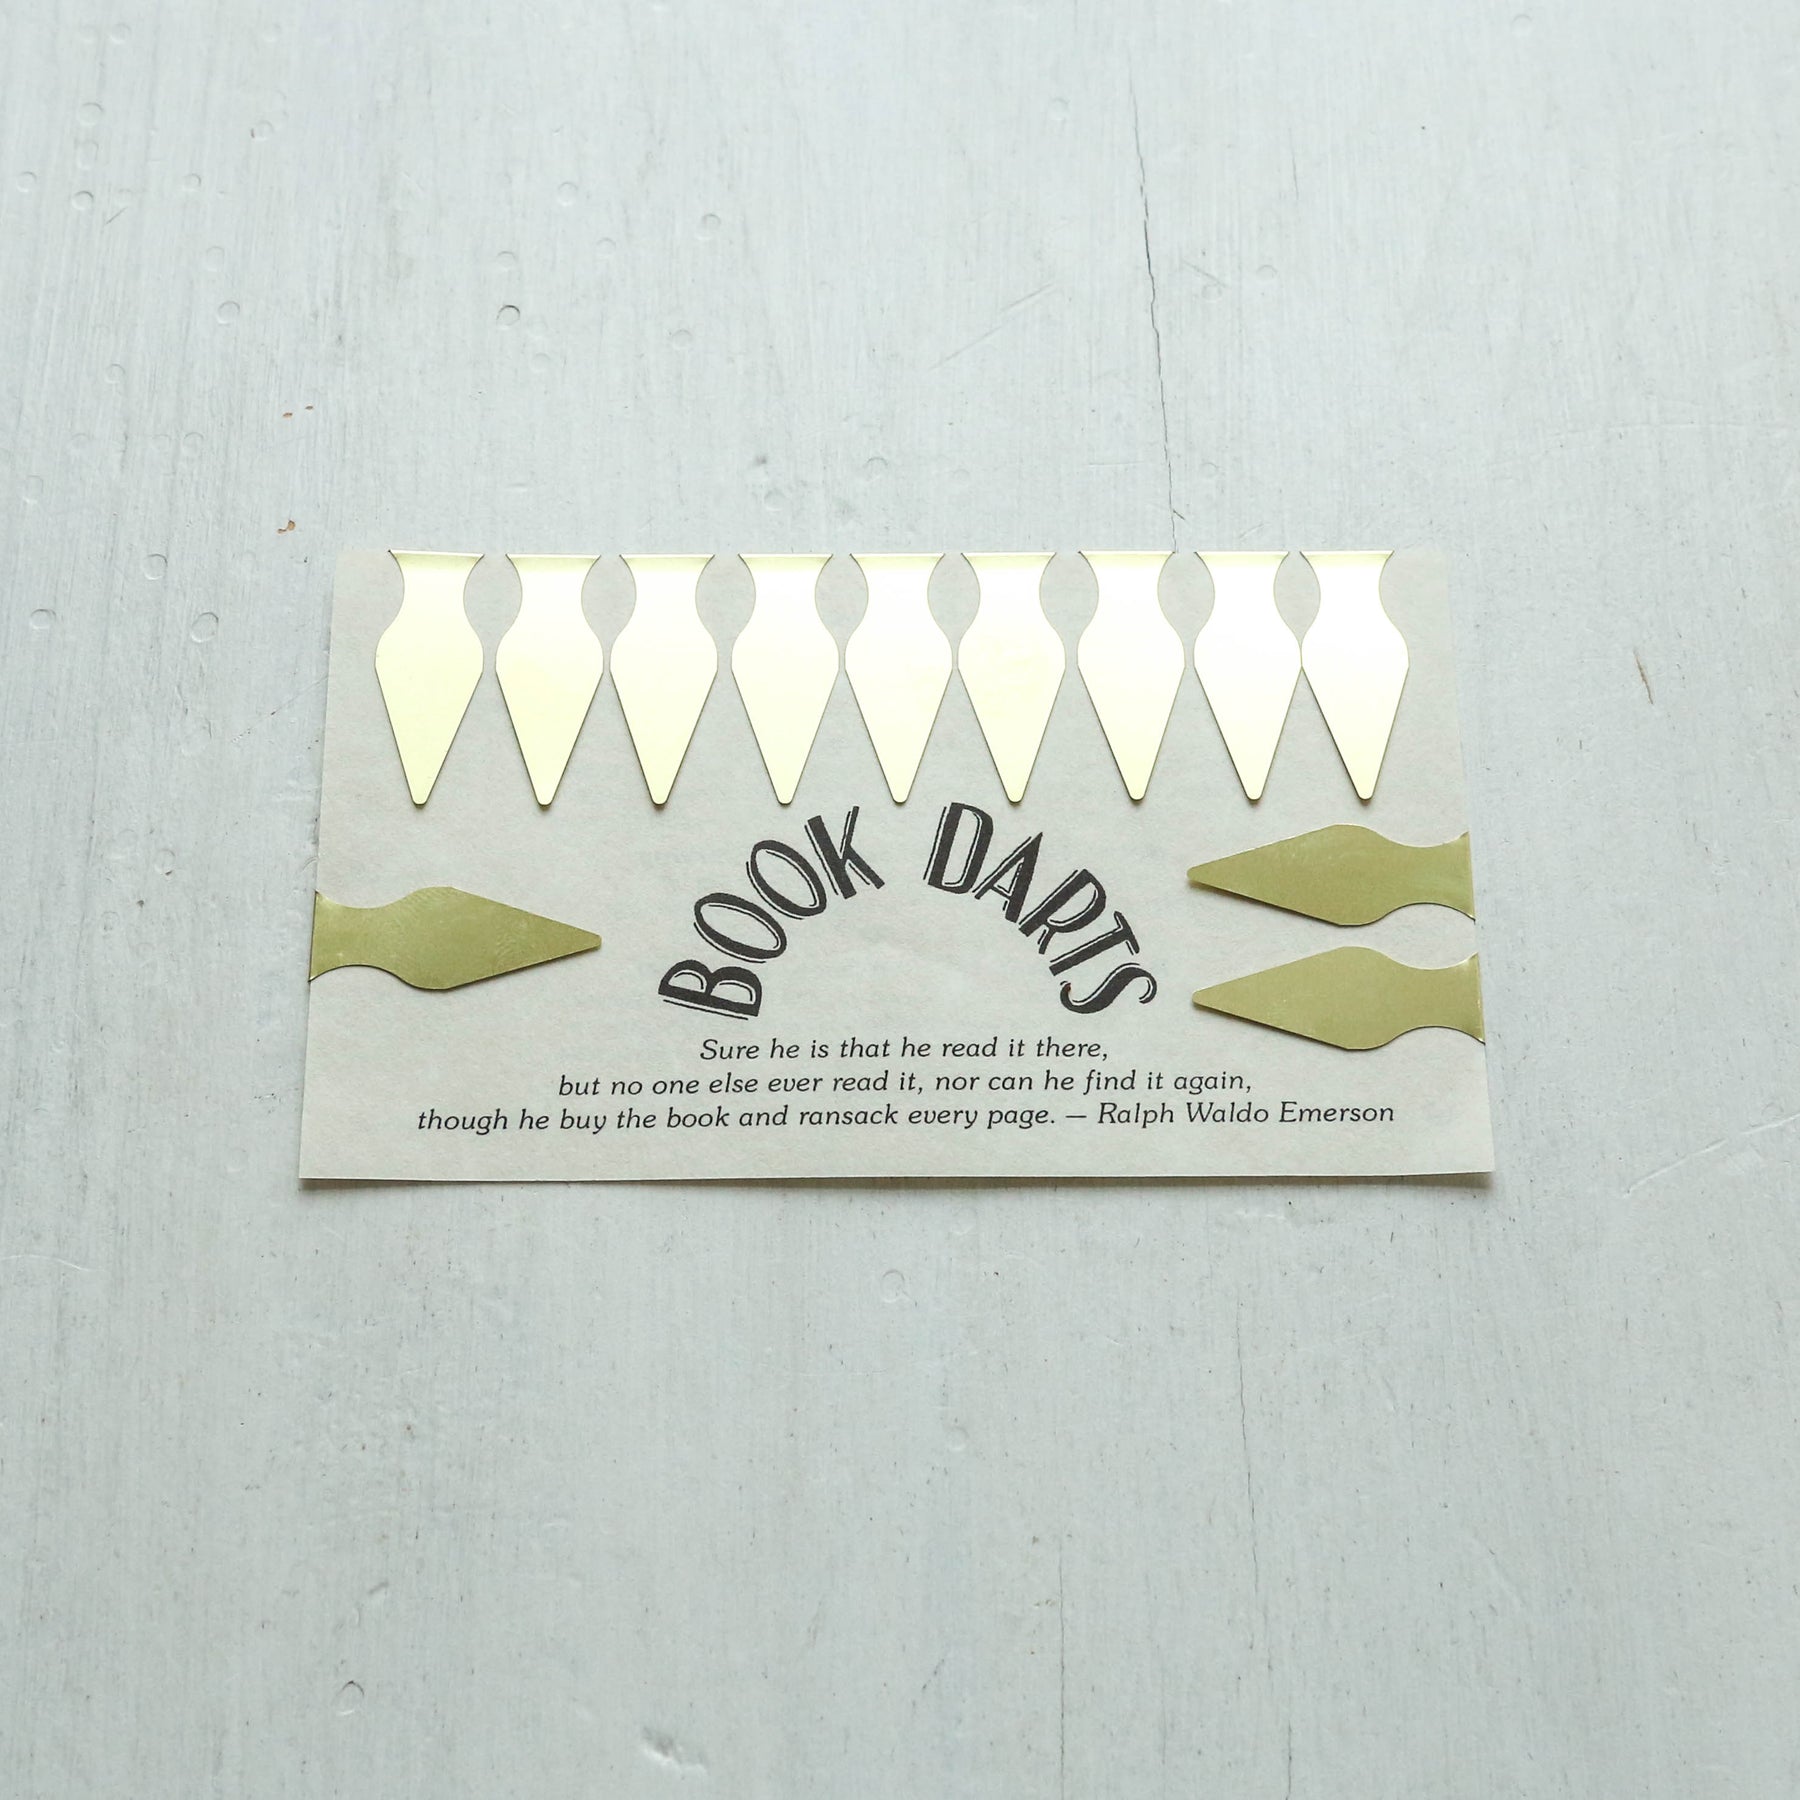 BOOK DARTS
Sure he is that he read it there,
but no one else ever read it, nor can he find it again,
though he buy the book and ransack every page. — Ralph Waldo Emerson